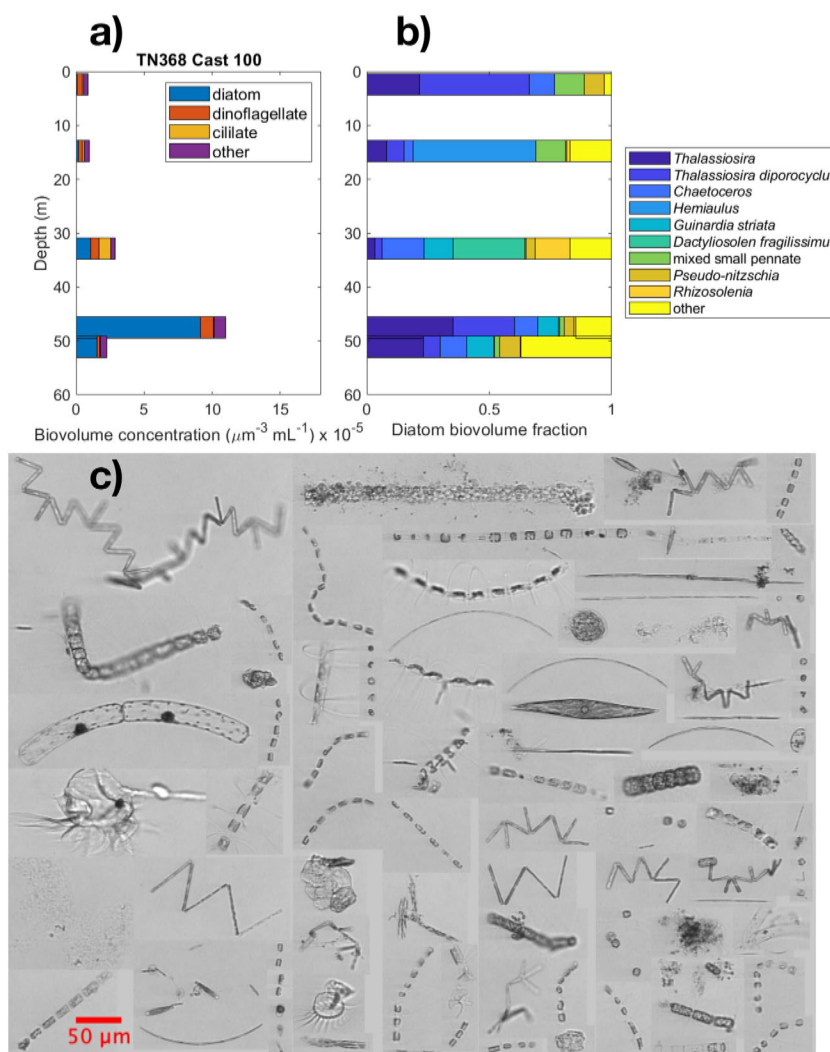 a)
b)
TN368 Cast 100
0
10
20
30
40
50
60
Depth (m)
diatom
dinoflagellate
cililate
other
0
5
10
15
Biovolume concentration (μm⁻³ mL⁻¹) x 10⁻⁵
0
0.5
1
Diatom biovolume fraction
0
10
20
30
40
50
60
Thalassiosira
Thalassiosira diporocyclu
Chaetoceros
Hemiaulus
Guinardia striata
Dactyliosolen fragilissimu
mixed small pennate
Pseudo-nitzschia
Rhizosolenia
other
c)
50 μm